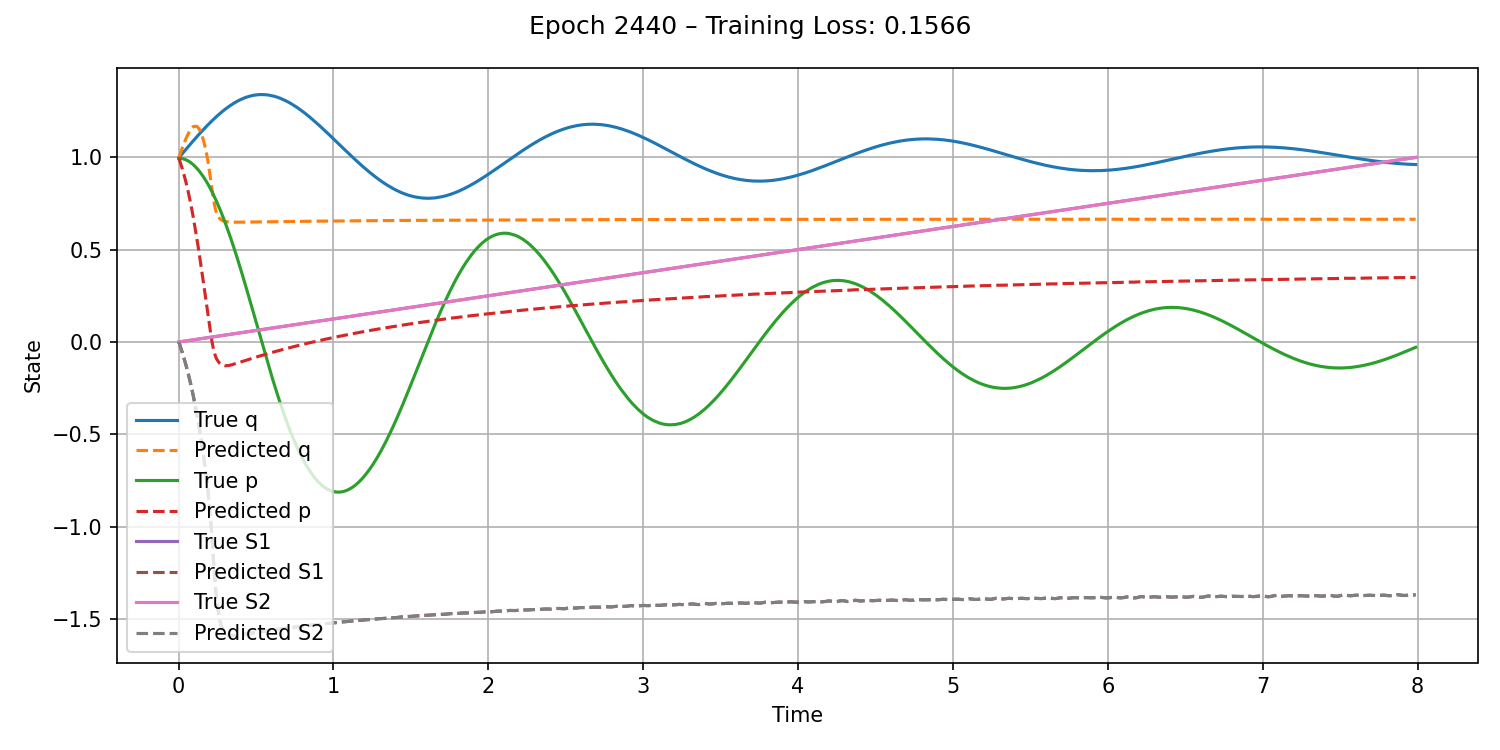 Epoch 2440 – Training Loss: 0.1566
1.0
0.5
0.0
−0.5
−1.0
−1.5
State
True q
Predicted q
True p
Predicted p
True S1
Predicted S1
True S2
Predicted S2
0 1 2 3 4 5 6 7 8
Time